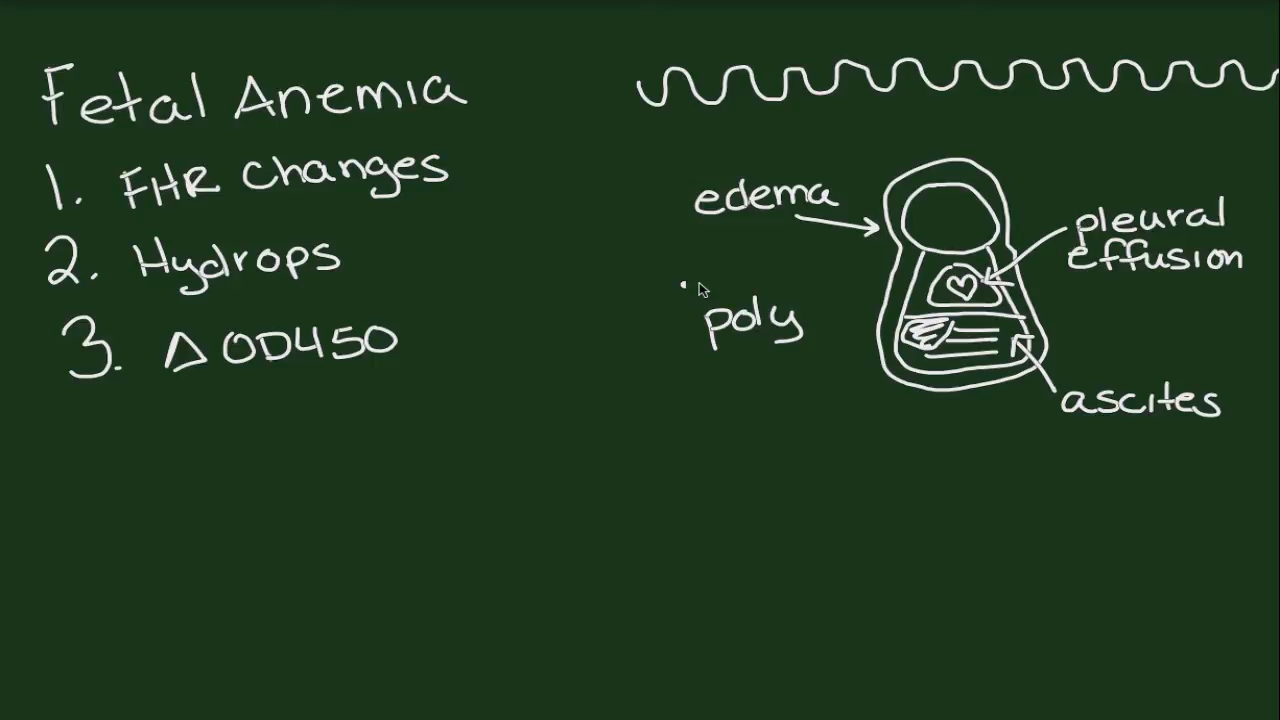 Fetal Anemia
1. FHR Changes
2. Hydrops
3. Δ OD450
edema
poly
pleural
effusion
ascites